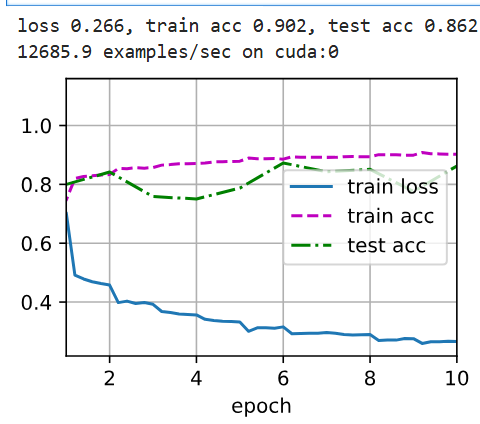 loss 0.266, train acc 0.902, test acc 0.862
12685.9 examples/sec on cuda:0
1.0
0.8
0.6
0.4
train loss
train acc
test acc
2 4 6 8 10
epoch